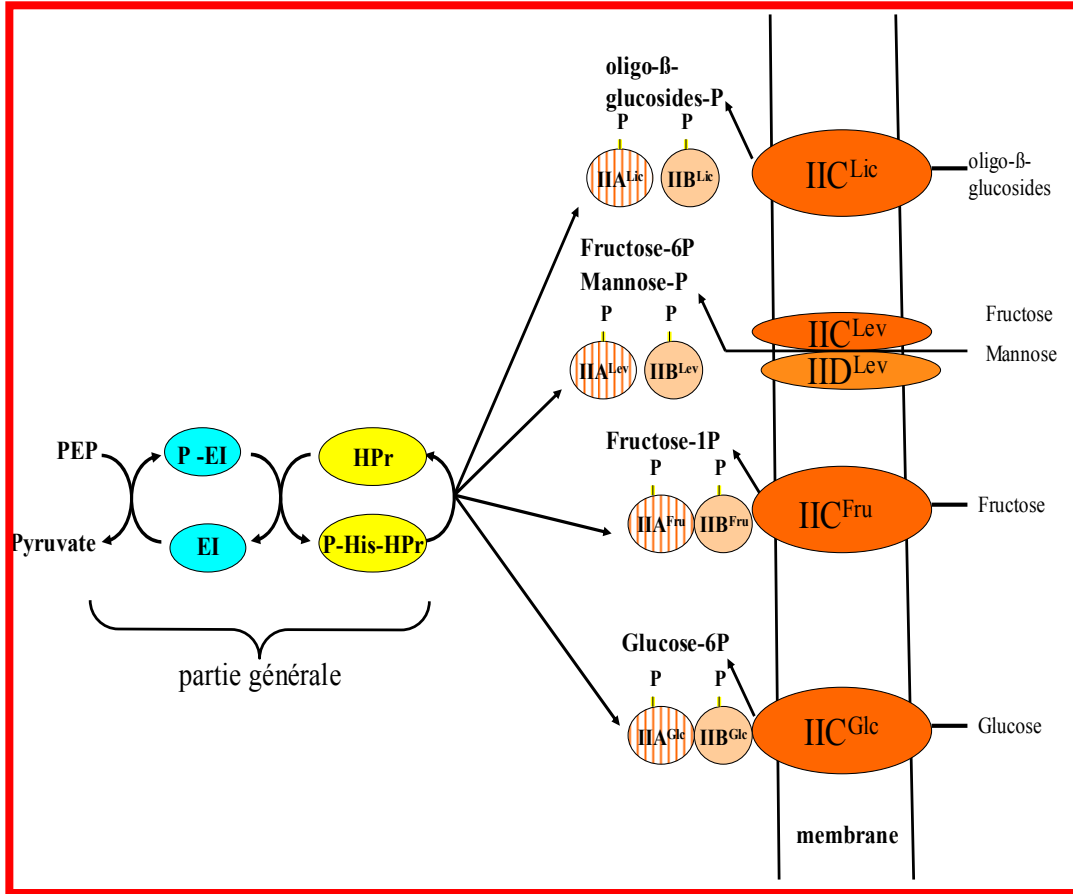 oligo-ß-
glucosides-P
P P
IIA^Lic IIB^Lic
IIC^Lic
oligo-ß-
glucosides
Fructose-6P
Mannose-P
P P
IIA^Lev IIB^Lev
IIC^Lev
IID^Lev
Fructose
Mannose
PEP
P -EI
HPr
Pyruvate
EI
P-His-HPr
partie générale
Fructose-1P
P P
IIA^Fru IIB^Fru
IIC^Fru
Fructose
Glucose-6P
P P
IIA^Glc IIB^Glc
IIC^Glc
Glucose
membrane